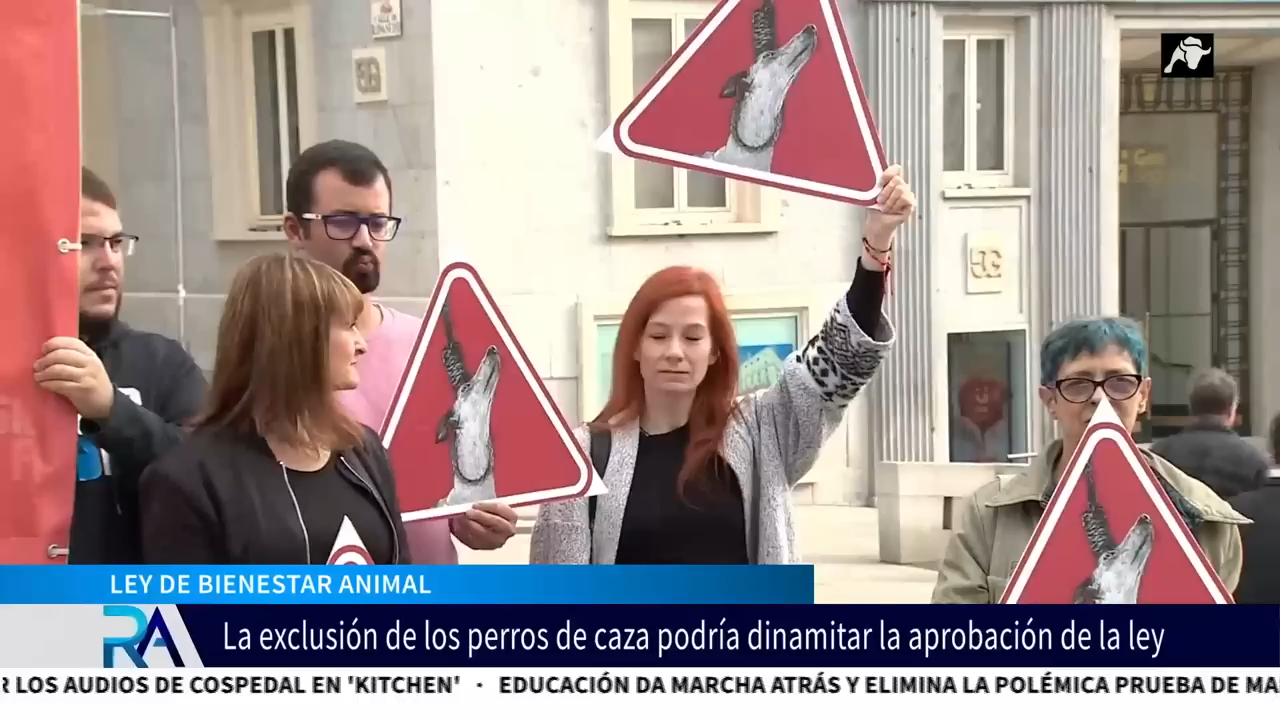 LEY DE BIENESTAR ANIMAL
RA
La exclusión de los perros de caza podría dinamitar la aprobación de la ley
LOS AUDIOS DE COSPEDAL EN 'KITCHEN' · EDUCACIÓN DA MARCHA ATRÁS Y ELIMINA LA POLÉMICA PRUEBA DE